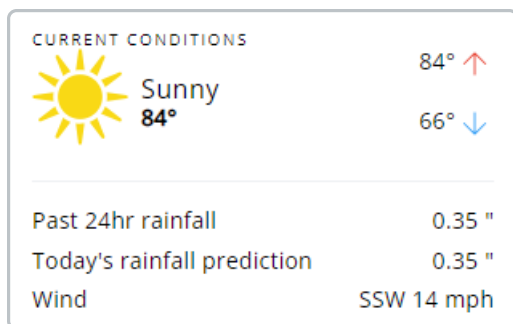 CURRENT CONDITIONS
Sunny
84°
84°
66°
Past 24hr rainfall 0.35 "
Today's rainfall prediction 0.35 "
Wind SSW 14 mph